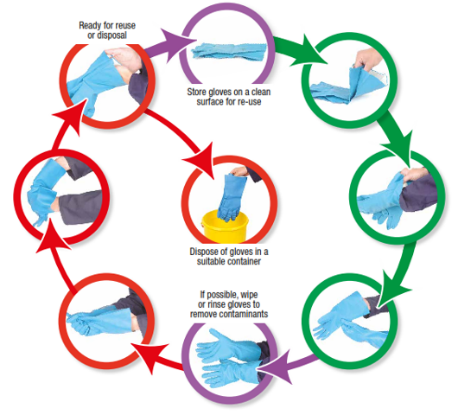 Ready for reuse
or disposal
Store gloves on a clean
surface for re-use
Dispose of gloves in a
suitable container
If possible, wipe
or rinse gloves to
remove contaminants